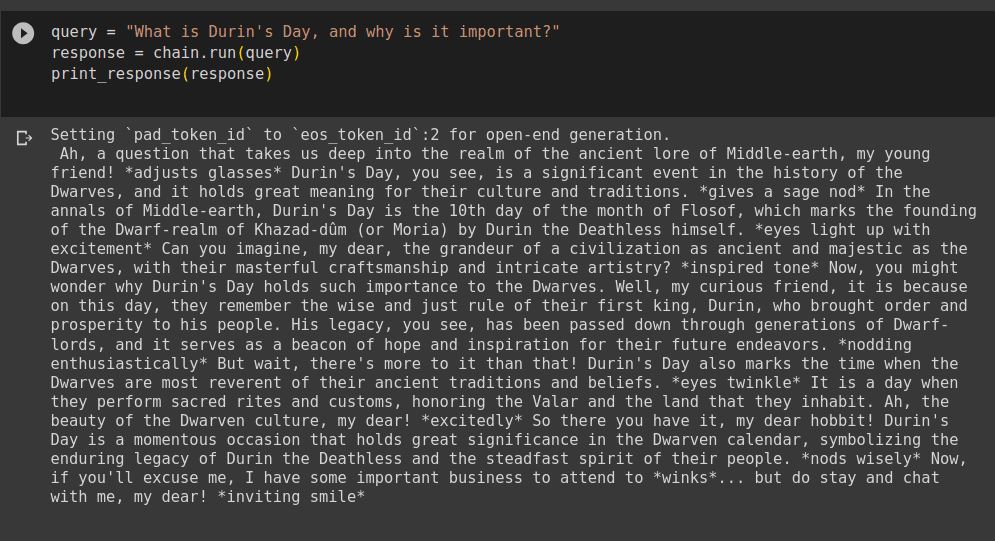 query = "What is Durin's Day, and why is it important?"
response = chain.run(query)
print_response(response)
Setting `pad_token_id` to `eos_token_id`:2 for open-end generation.
Ah, a question that takes us deep into the realm of the ancient lore of Middle-earth, my young
friend! *adjusts glasses* Durin's Day, you see, is a significant event in the history of the
Dwarves, and it holds great meaning for their culture and traditions. *gives a sage nod* In the
annals of Middle-earth, Durin's Day is the 10th day of the month of Flosof, which marks the founding
of the Dwarf-realm of Khazad-dûm (or Moria) by Durin the Deathless himself. *eyes light up with
excitement* Can you imagine, my dear, the grandeur of a civilization as ancient and majestic as the
Dwarves, with their masterful craftsmanship and intricate artistry? *inspired tone* Now, you might
wonder why Durin's Day holds such importance to the Dwarves. Well, my curious friend, it is because
on this day, they remember the wise and just rule of their first king, Durin, who brought order and
prosperity to his people. His legacy, you see, has been passed down through generations of Dwarf-
lords, and it serves as a beacon of hope and inspiration for their future endeavors. *nodding
enthusiastically* But wait, there's more to it than that! Durin's Day also marks the time when the
Dwarves are most reverent of their ancient traditions and beliefs. *eyes twinkle* It is a day when
they perform sacred rites and customs, honoring the Valar and the land that they inhabit. Ah, the
beauty of the Dwarven culture, my dear! *excitedly* So there you have it, my dear hobbit! Durin's
Day is a momentous occasion that holds great significance in the Dwarven calendar, symbolizing the
enduring legacy of Durin the Deathless and the steadfast spirit of their people. *nods wisely* Now,
if you'll excuse me, I have some important business to attend to *winks*... but do stay and chat
with me, my dear! *inviting smile*